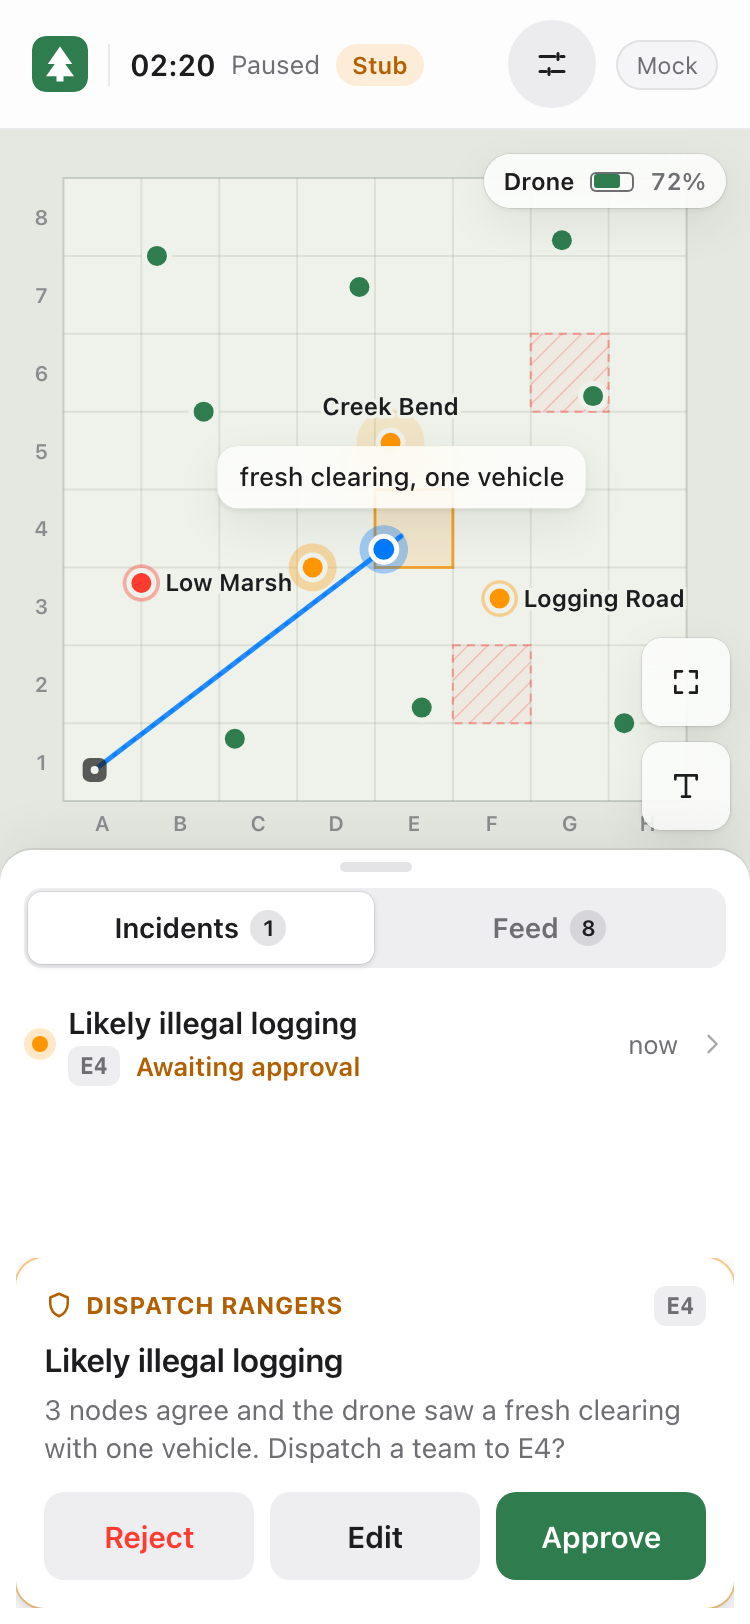 02:20 Paused Stub Mock
Drone 72%
8
7
6
Creek Bend
5
fresh clearing, one vehicle
4
Low Marsh
Logging Road
3
2
1
A B C D E F G H
Incidents 1 Feed 8
Likely illegal logging
E4 Awaiting approval
now
DISPATCH RANGERS E4
Likely illegal logging
3 nodes agree and the drone saw a fresh clearing
with one vehicle. Dispatch a team to E4?
Reject Edit Approve